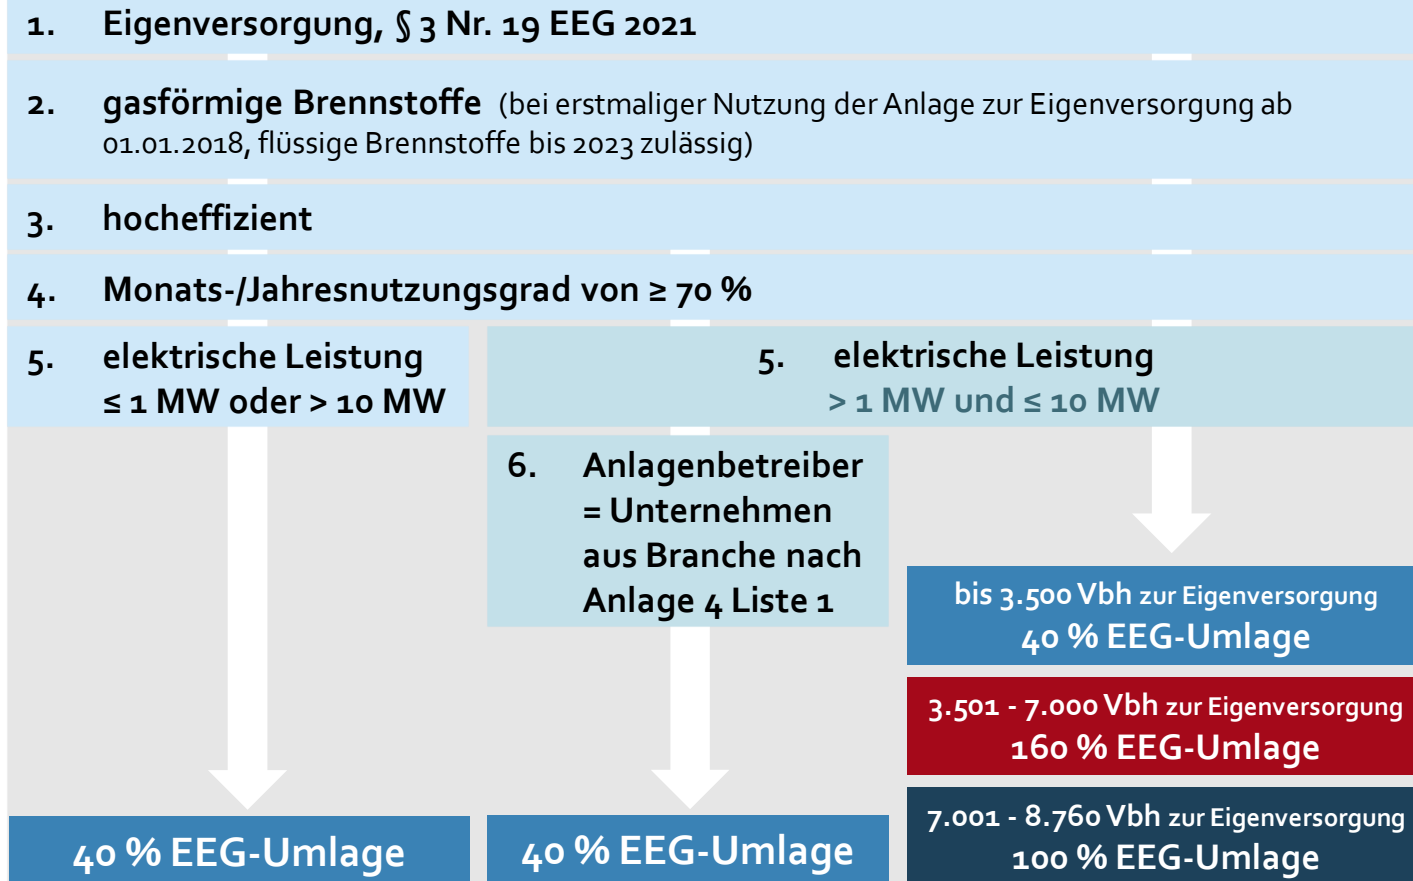 1. Eigenversorgung, § 3 Nr. 19 EEG 2021
2. gasförmige Brennstoffe (bei erstmaliger Nutzung der Anlage zur Eigenversorgung ab
01.01.2018, flüssige Brennstoffe bis 2023 zulässig)
3. hocheffizient
4. Monats-/Jahresnutzungsgrad von ≥ 70 %
5. elektrische Leistung
≤ 1 MW oder > 10 MW
5. elektrische Leistung
> 1 MW und ≤ 10 MW
6. Anlagenbetreiber
= Unternehmen
aus Branche nach
Anlage 4 Liste 1
bis 3.500 Vbh zur Eigenversorgung
40 % EEG-Umlage
3.501 - 7.000 Vbh zur Eigenversorgung
160 % EEG-Umlage
7.001 - 8.760 Vbh zur Eigenversorgung
100 % EEG-Umlage
40 % EEG-Umlage
40 % EEG-Umlage